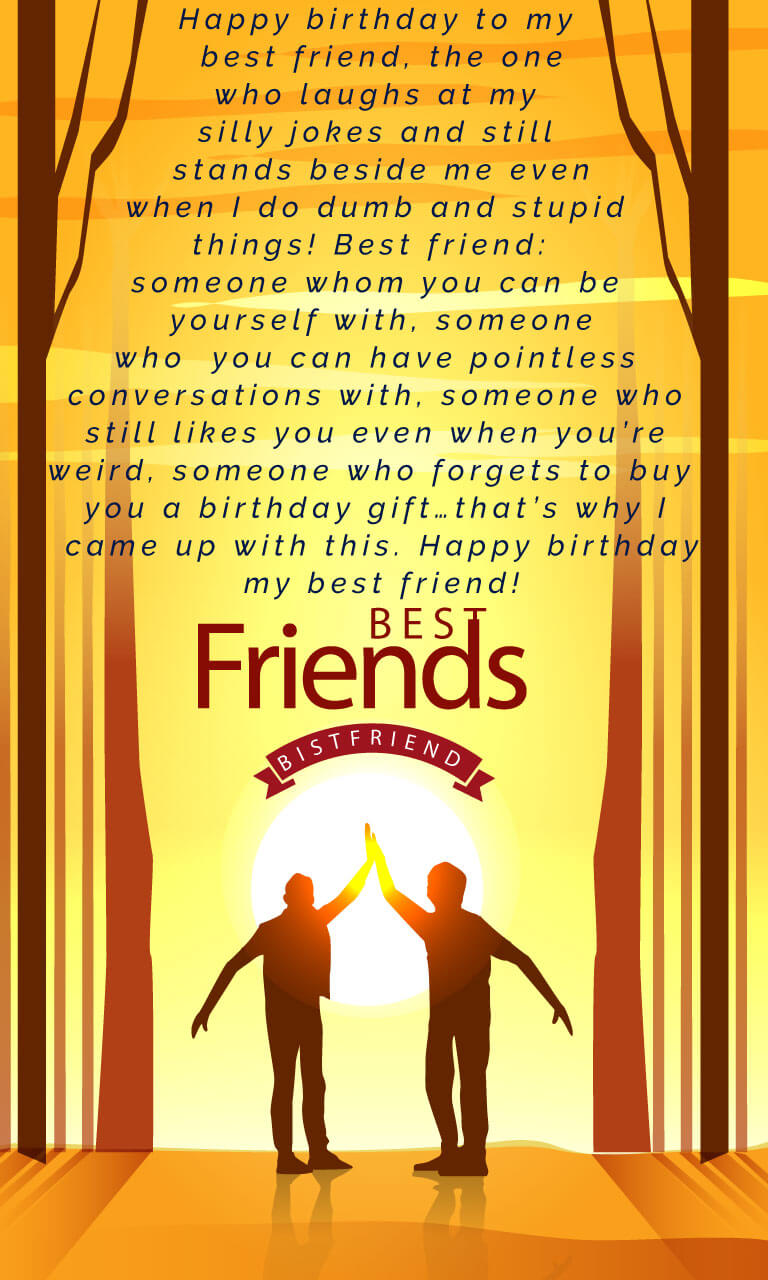 Happy birthday to my
best friend, the one
who laughs at my
silly jokes and still
stands beside me even
when I do dumb and stupid
things! Best friend:
someone whom you can be
yourself with, someone
who you can have pointless
conversations with, someone who
still likes you even when you’re
weird, someone who forgets to buy
you a birthday gift…that’s why I
came up with this. Happy birthday
my best friend!
BEST
Friends
BISTFRIEND